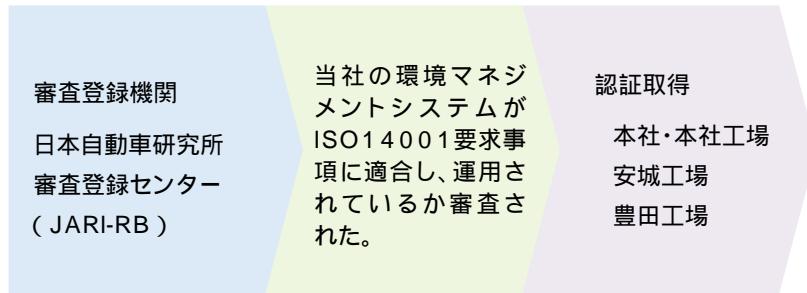 審査登録機関
日本自動車研究所
審査登録センター
( JARI-RB )
当社の環境マネジ
メントシステムが
ISO14001要求事
項に適合し、運用さ
れているか審査さ
れた。
認証取得
本社・本社工場
安城工場
豊田工場